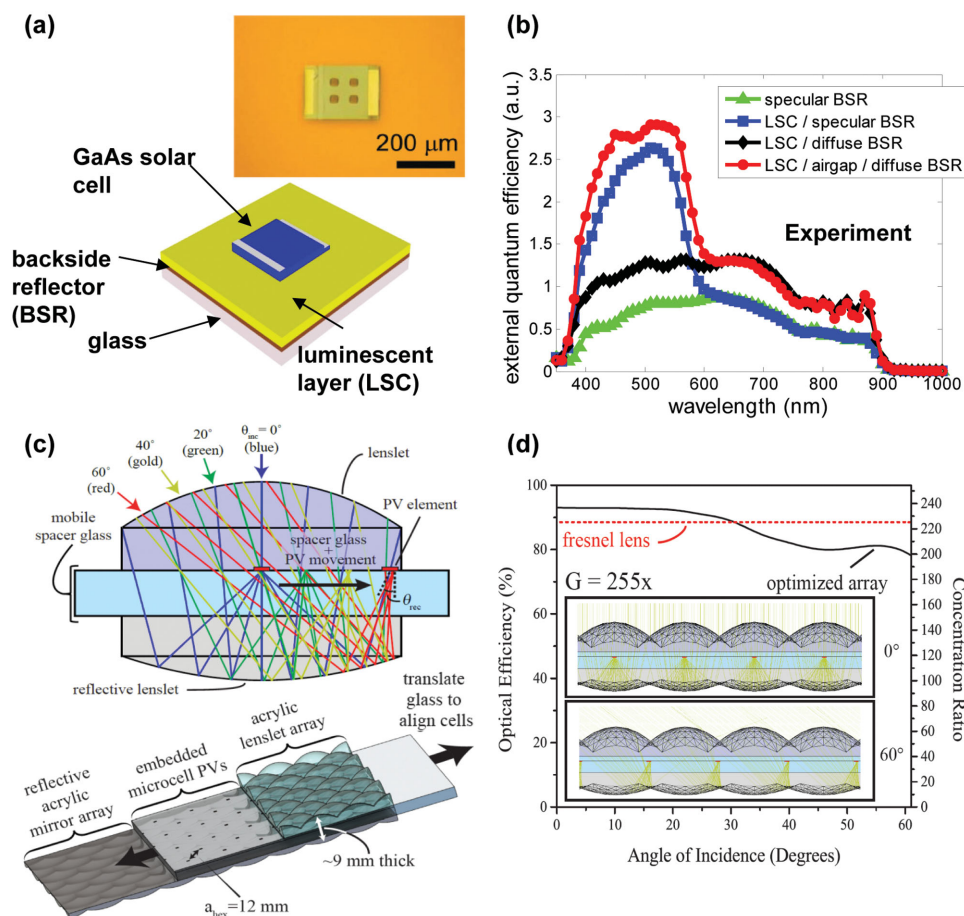 (a)
200 μm
GaAs solar
cell
backside
reflector
(BSR)
glass
luminescent
layer (LSC)
(b)
external quantum efficiency (a.u.)
3.5
3
2.5
2
1.5
1
0.5
0
400
500
600
700
800
900
1000
wavelength (nm)
specular BSR
LSC / specular BSR
LSC / diffuse BSR
LSC / airgap / diffuse BSR
Experiment
(c)
θinc = 0°
(blue)
20°
(green)
40°
(gold)
60°
(red)
lenslet
mobile
spacer glass
PV element
spacer glass
+
PV movement
θrec
reflective lenslet
translate
glass to
align cells
acrylic
lenslet array
embedded
microcell PVs
reflective
acrylic
mirror array
~9 mm thick
ahex=12 mm
(d)
Optical Efficiency (%)
100
90
80
70
60
50
40
30
20
10
0
0
10
20
30
40
50
60
Angle of Incidence (Degrees)
Concentration Ratio
240
220
200
180
160
140
120
100
80
60
40
20
0
fresnel lens
optimized array
G = 255x
0°
60°